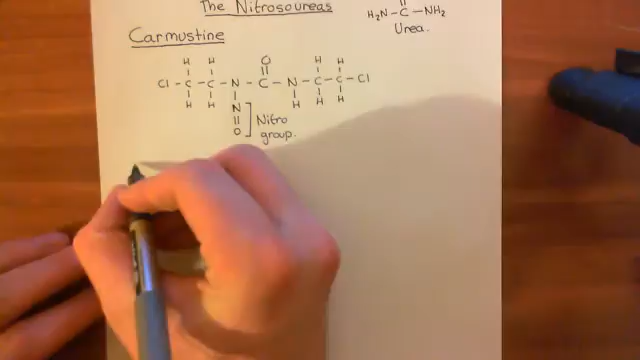 The Nitrosoureas
H₂N-C-NH₂
Urea.
Carmustine
H H O H H
Cl-C-C-N-C-N-C-C-Cl
H H N H H H
O
Nitro
group.